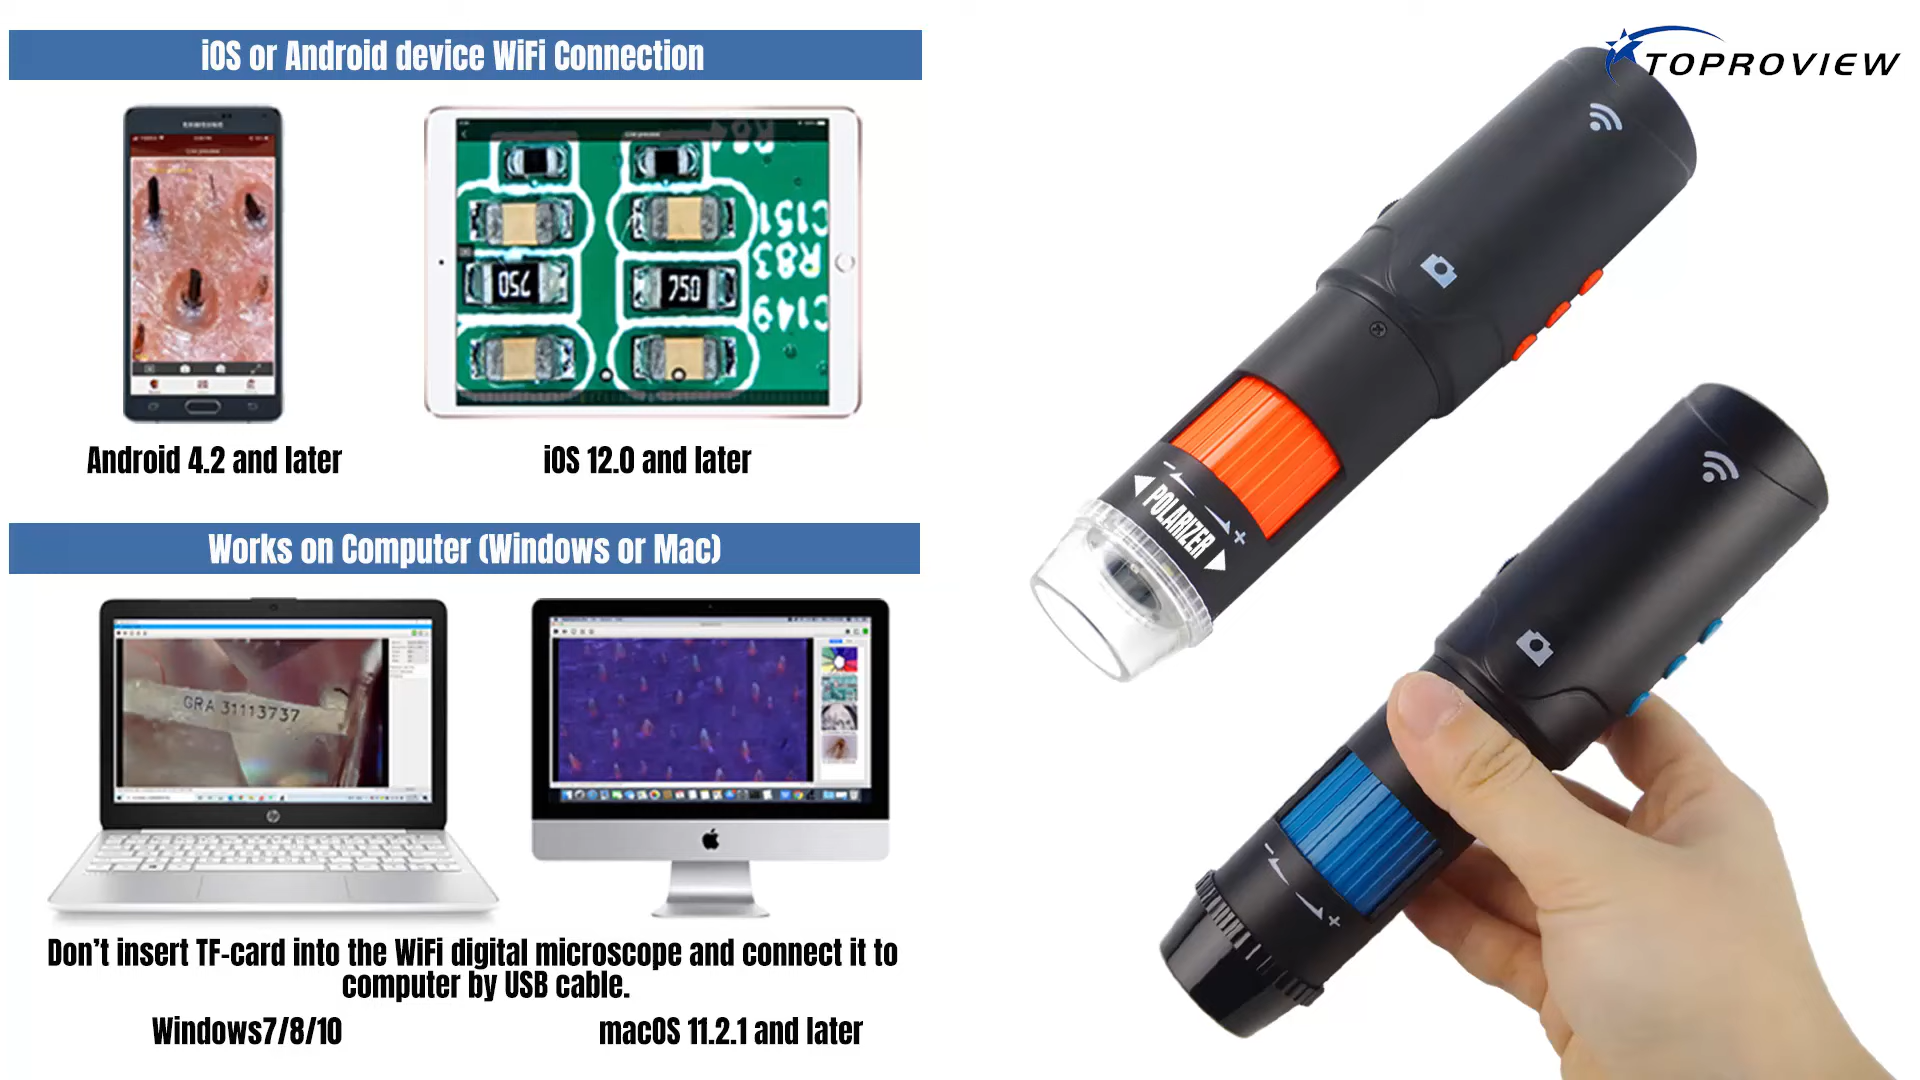 iOS or Android device WiFi Connection
TOPROVIEW
C151
R83
C149
750
750
Android 4.2 and later
iOS 12.0 and later
- +
POLARIZER
Works on Computer (Windows or Mac)
GRA 31113737
- +
Don't insert TF-card into the WiFi digital microscope and connect it to
computer by USB cable.
Windows7/8/10
macOS 11.2.1 and later